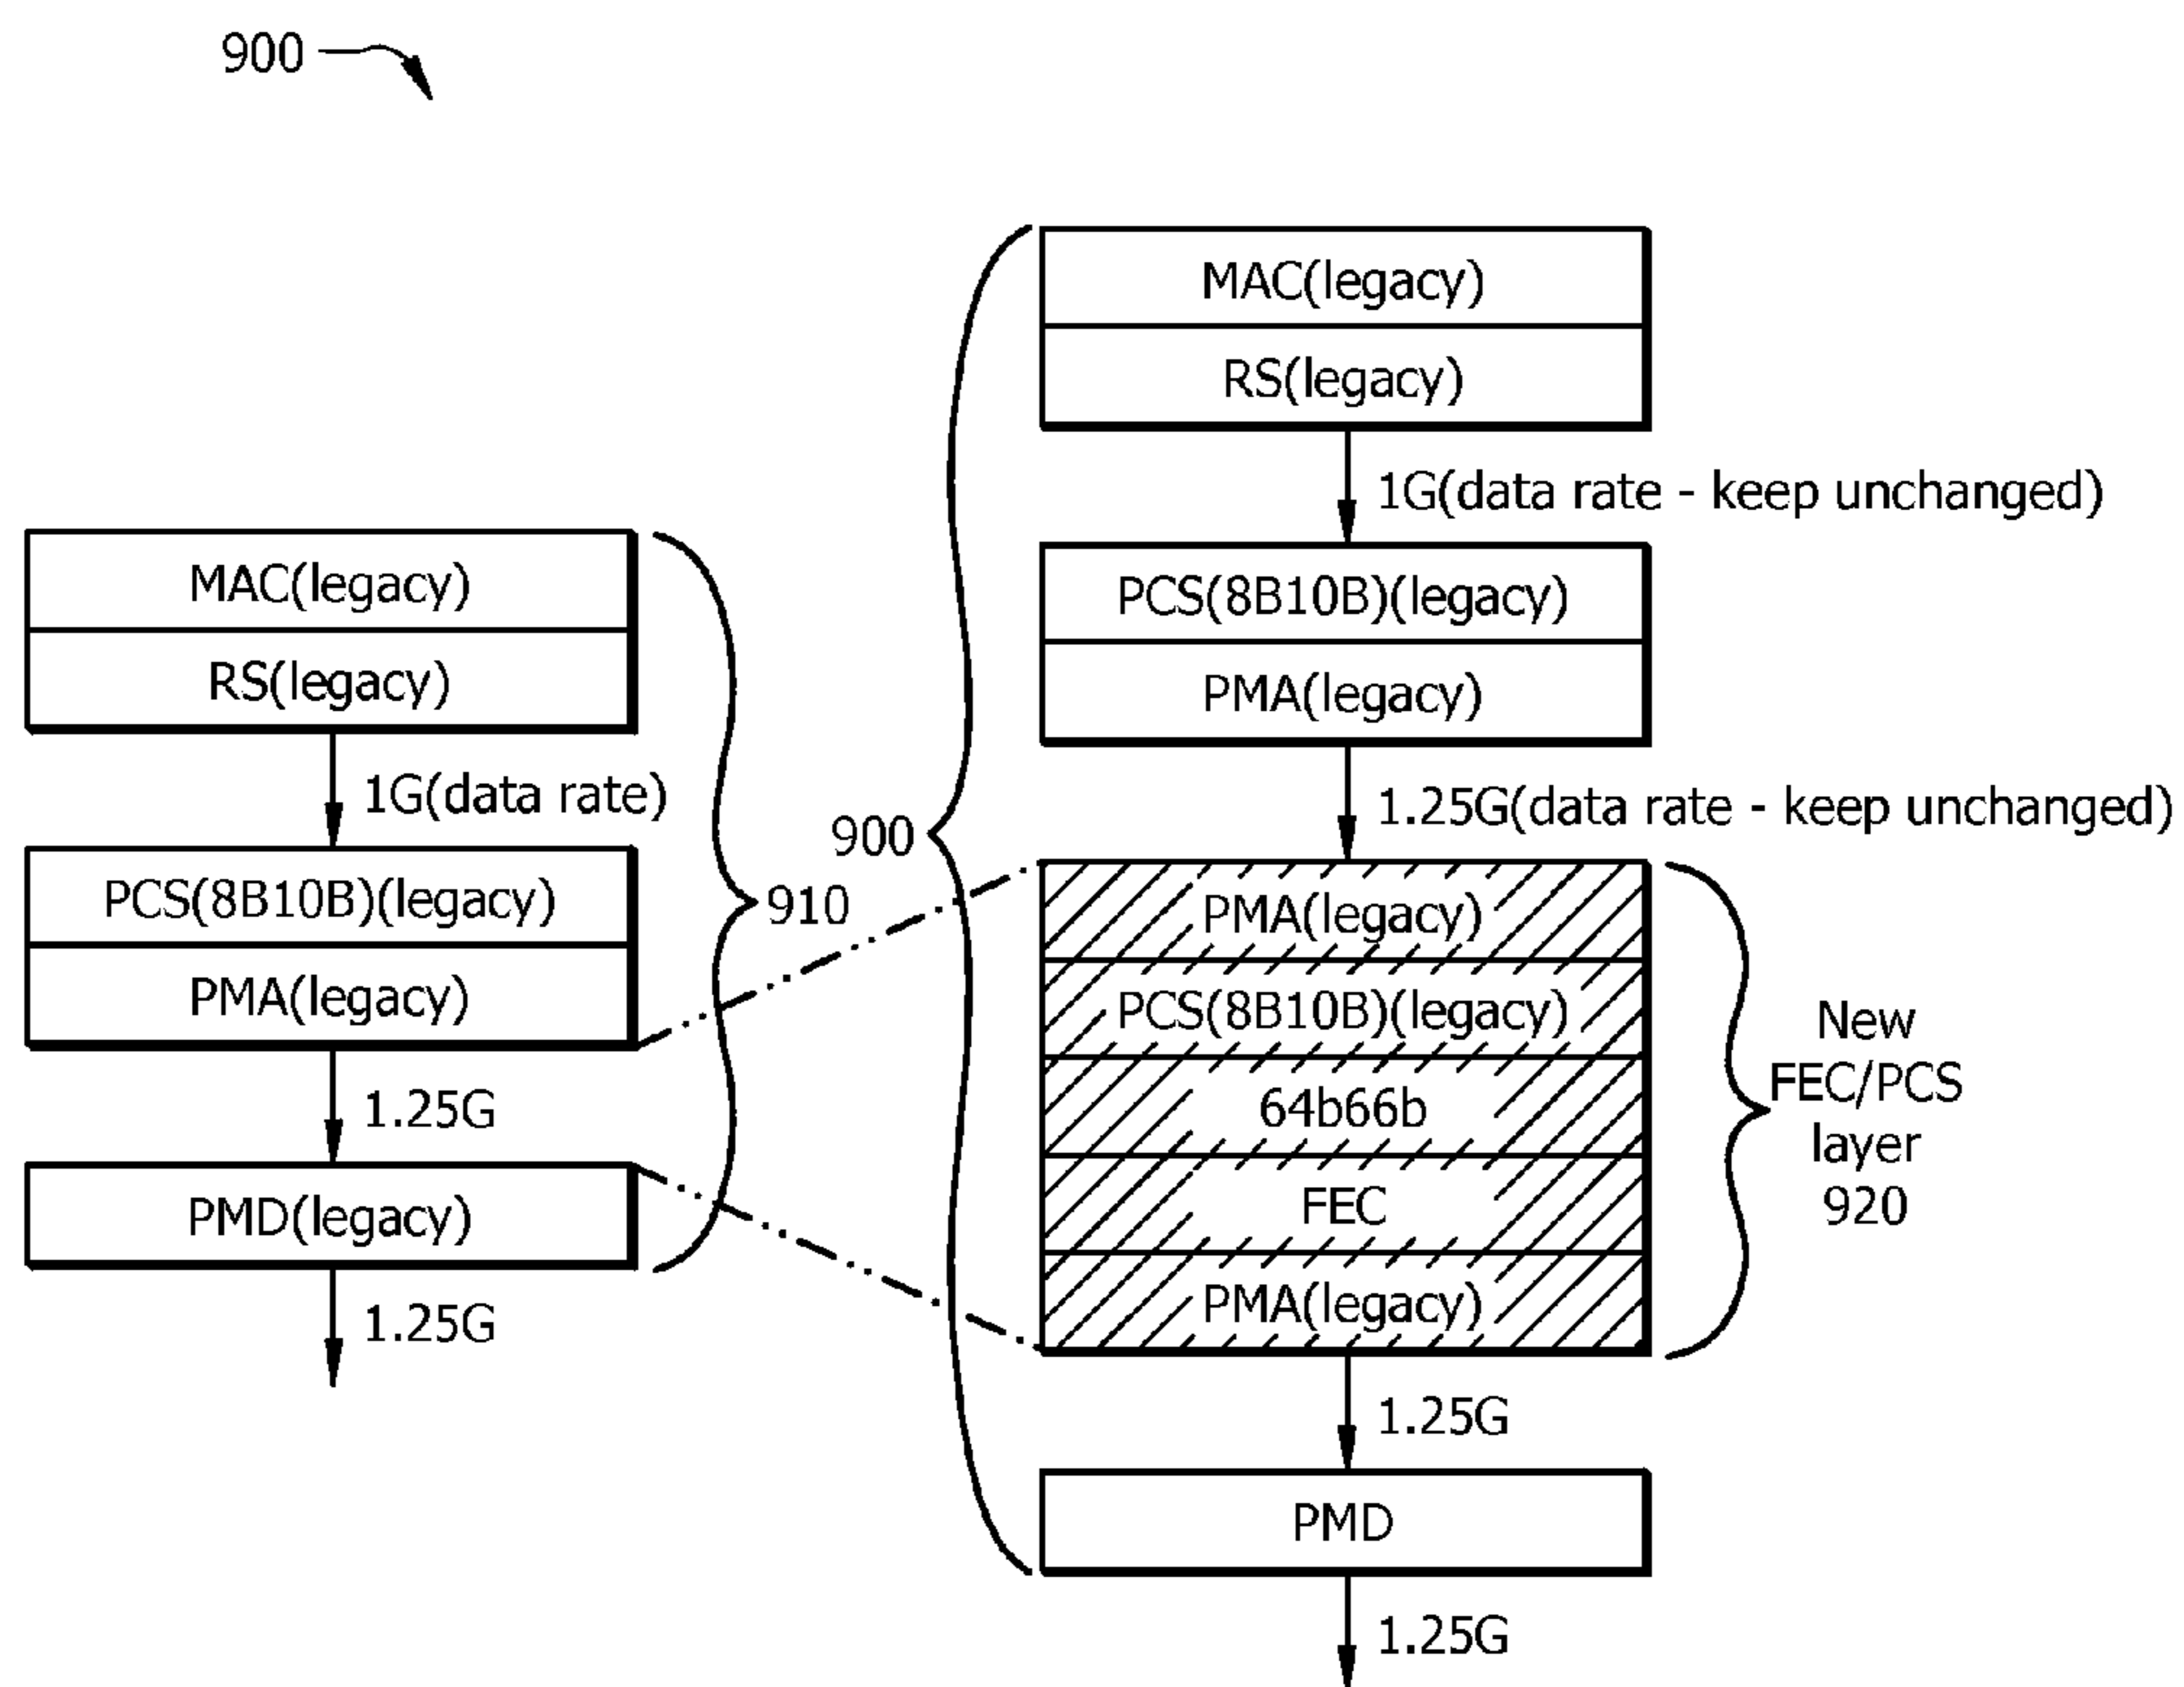 900
MAC(legacy)
RS(legacy)
1G(data rate)
PCS(8B10B)(legacy)
PMA(legacy)
1.25G
PMD(legacy)
1.25G
910
900
MAC(legacy)
RS(legacy)
1G(data rate - keep unchanged)
PCS(8B10B)(legacy)
PMA(legacy)
1.25G(data rate - keep unchanged)
PMA(legacy)
PCS(8B10B)(legacy)
64b66b
FEC
PMA(legacy)
New
FEC/PCS
layer
920
1.25G
PMD
1.25G